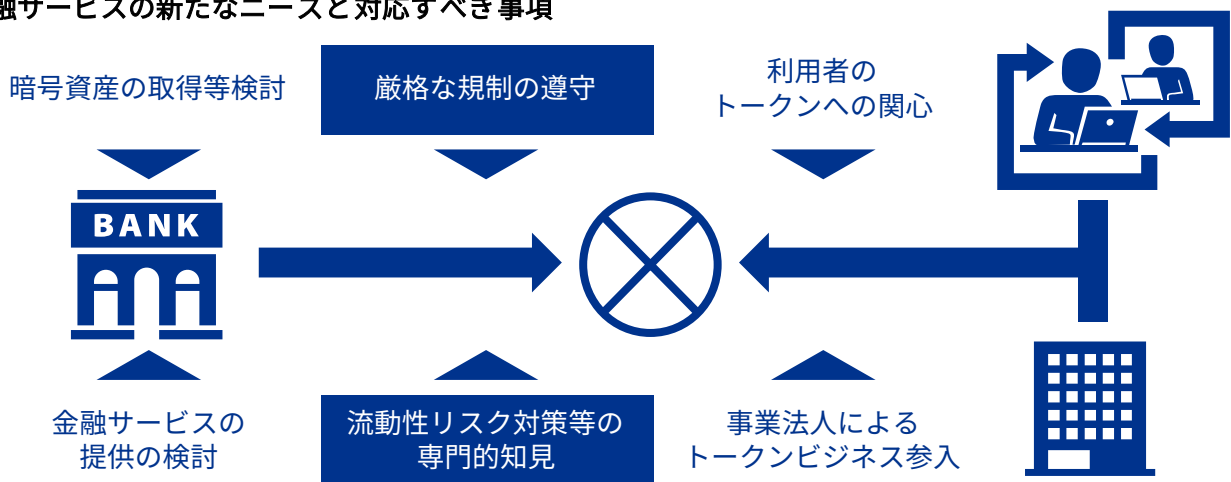 融サービスの新たなニーズと対応すべき事項
暗号資産の取得等検討
厳格な規制の遵守
利用者の
トークンへの関心
BANK
金融サービスの
提供の検討
流動性リスク対策等の
専門的知見
事業法人による
トークンビジネス参入